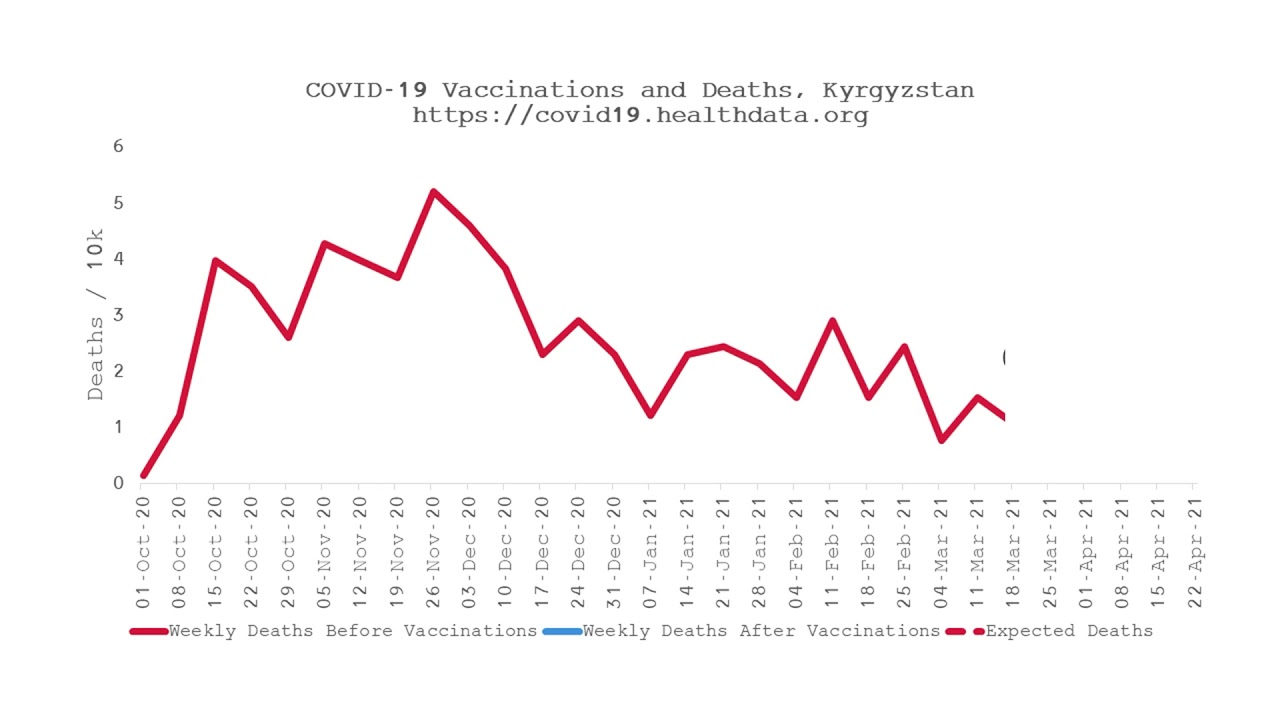 COVID-19 Vaccinations and Deaths, Kyrgyzstan
https://covid19.healthdata.org
6
5
4
3
2
1
0
Deaths / 10k
01-Oct-20
08-Oct-20
15-Oct-20
22-Oct-20
29-Oct-20
05-Nov-20
12-Nov-20
19-Nov-20
26-Nov-20
03-Dec-20
10-Dec-20
17-Dec-20
24-Dec-20
31-Dec-20
07-Jan-21
14-Jan-21
21-Jan-21
28-Jan-21
04-Feb-21
11-Feb-21
18-Feb-21
25-Feb-21
04-Mar-21
11-Mar-21
18-Mar-21
25-Mar-21
01-Apr-21
08-Apr-21
15-Apr-21
22-Apr-21
Weekly Deaths Before Vaccinations
Weekly Deaths After Vaccinations
Expected Deaths